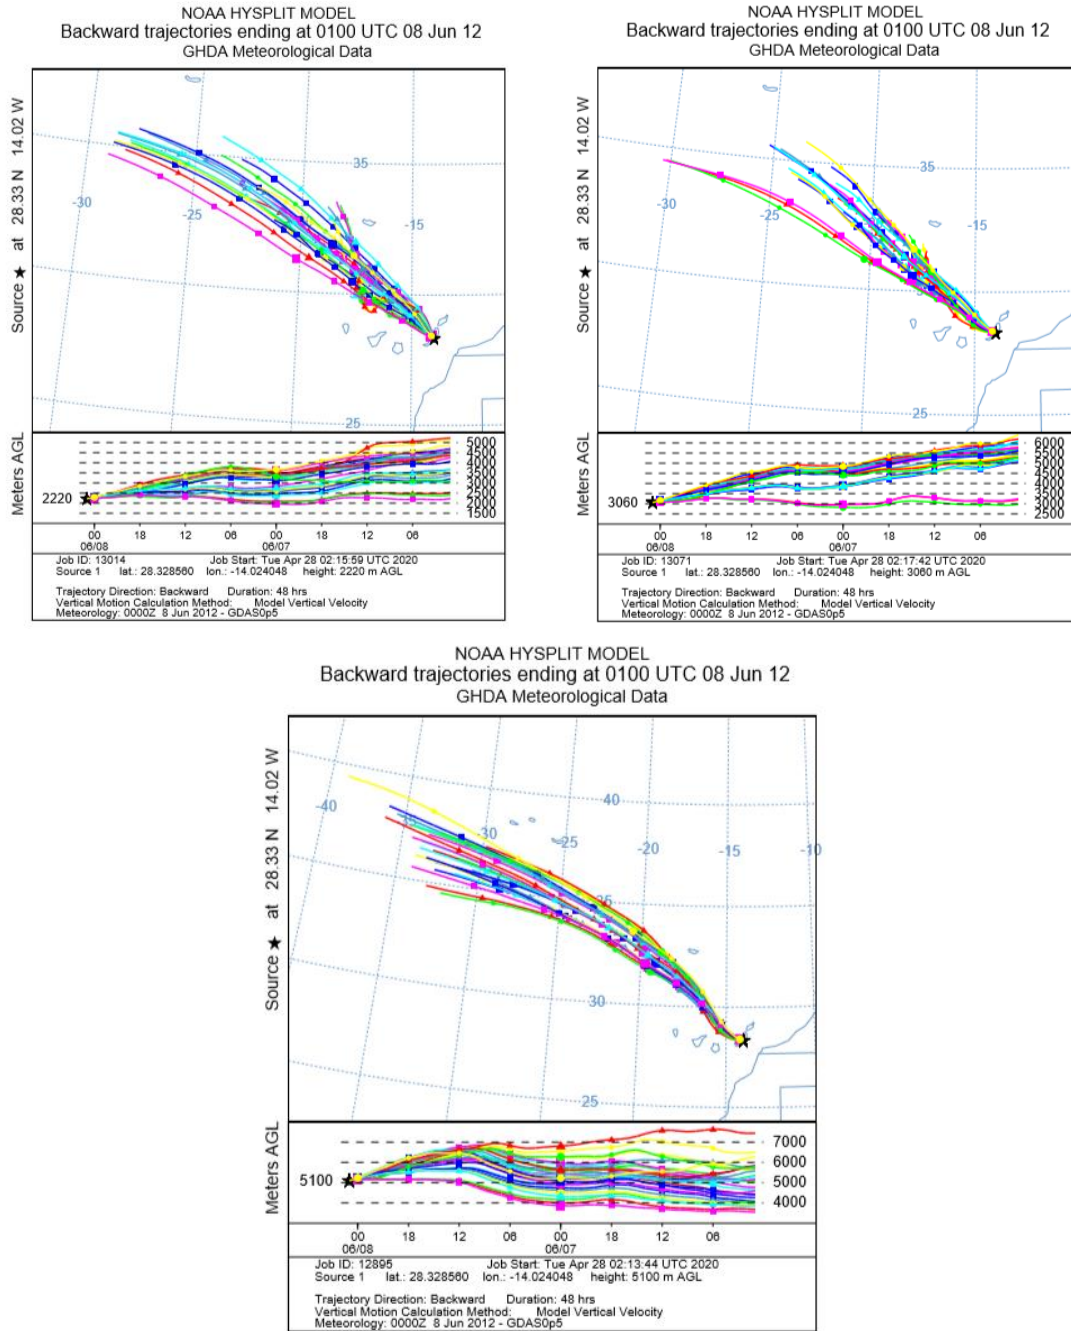 NOAA HYSPLIT MODEL
Backward trajectories ending at 0100 UTC 08 Jun 12
GHDA Meteorological Data
Source ★ at 28.33 N 14.02 W
-30
-25
-20
35
-15
30
25
Meters AGL
2220
5000
4500
4000
3500
3000
2500
2000
1500
00 18 12 06 00 18 12 06
06/08 06/07
Job ID: 13014 Job Start: Tue Apr 28 02:15:59 UTC 2020
Source 1 lat.: 28.328560 lon.: -14.024048 height: 2220 m AGL
Trajectory Direction: Backward Duration: 48 hrs
Vertical Motion Calculation Method: Model Vertical Velocity
Meteorology: 0000Z 8 Jun 2012 - GDAS0p5
NOAA HYSPLIT MODEL
Backward trajectories ending at 0100 UTC 08 Jun 12
GHDA Meteorological Data
Source ★ at 28.33 N 14.02 W
-30
-25
-20
35
-15
30
25
Meters AGL
3060
6000
5500
5000
4500
4000
3500
3000
2500
00 18 12 06 00 18 12 06
06/08 06/07
Job ID: 13071 Job Start: Tue Apr 28 02:17:42 UTC 2020
Source 1 lat.: 28.328560 lon.: -14.024048 height: 3060 m AGL
Trajectory Direction: Backward Duration: 48 hrs
Vertical Motion Calculation Method: Model Vertical Velocity
Meteorology: 0000Z 8 Jun 2012 - GDAS0p5
NOAA HYSPLIT MODEL
Backward trajectories ending at 0100 UTC 08 Jun 12
GHDA Meteorological Data
Source ★ at 28.33 N 14.02 W
-40
-35
-30
-25
40
-20
-15
-10
35
30
25
Meters AGL
5100
7000
6000
5000
4000
00 18 12 06 00 18 12 06
06/08 06/07
Job ID: 12895 Job Start: Tue Apr 28 02:13:44 UTC 2020
Source 1 lat.: 28.328560 lon.: -14.024048 height: 5100 m AGL
Trajectory Direction: Backward Duration: 48 hrs
Vertical Motion Calculation Method: Model Vertical Velocity
Meteorology: 0000Z 8 Jun 2012 - GDAS0p5